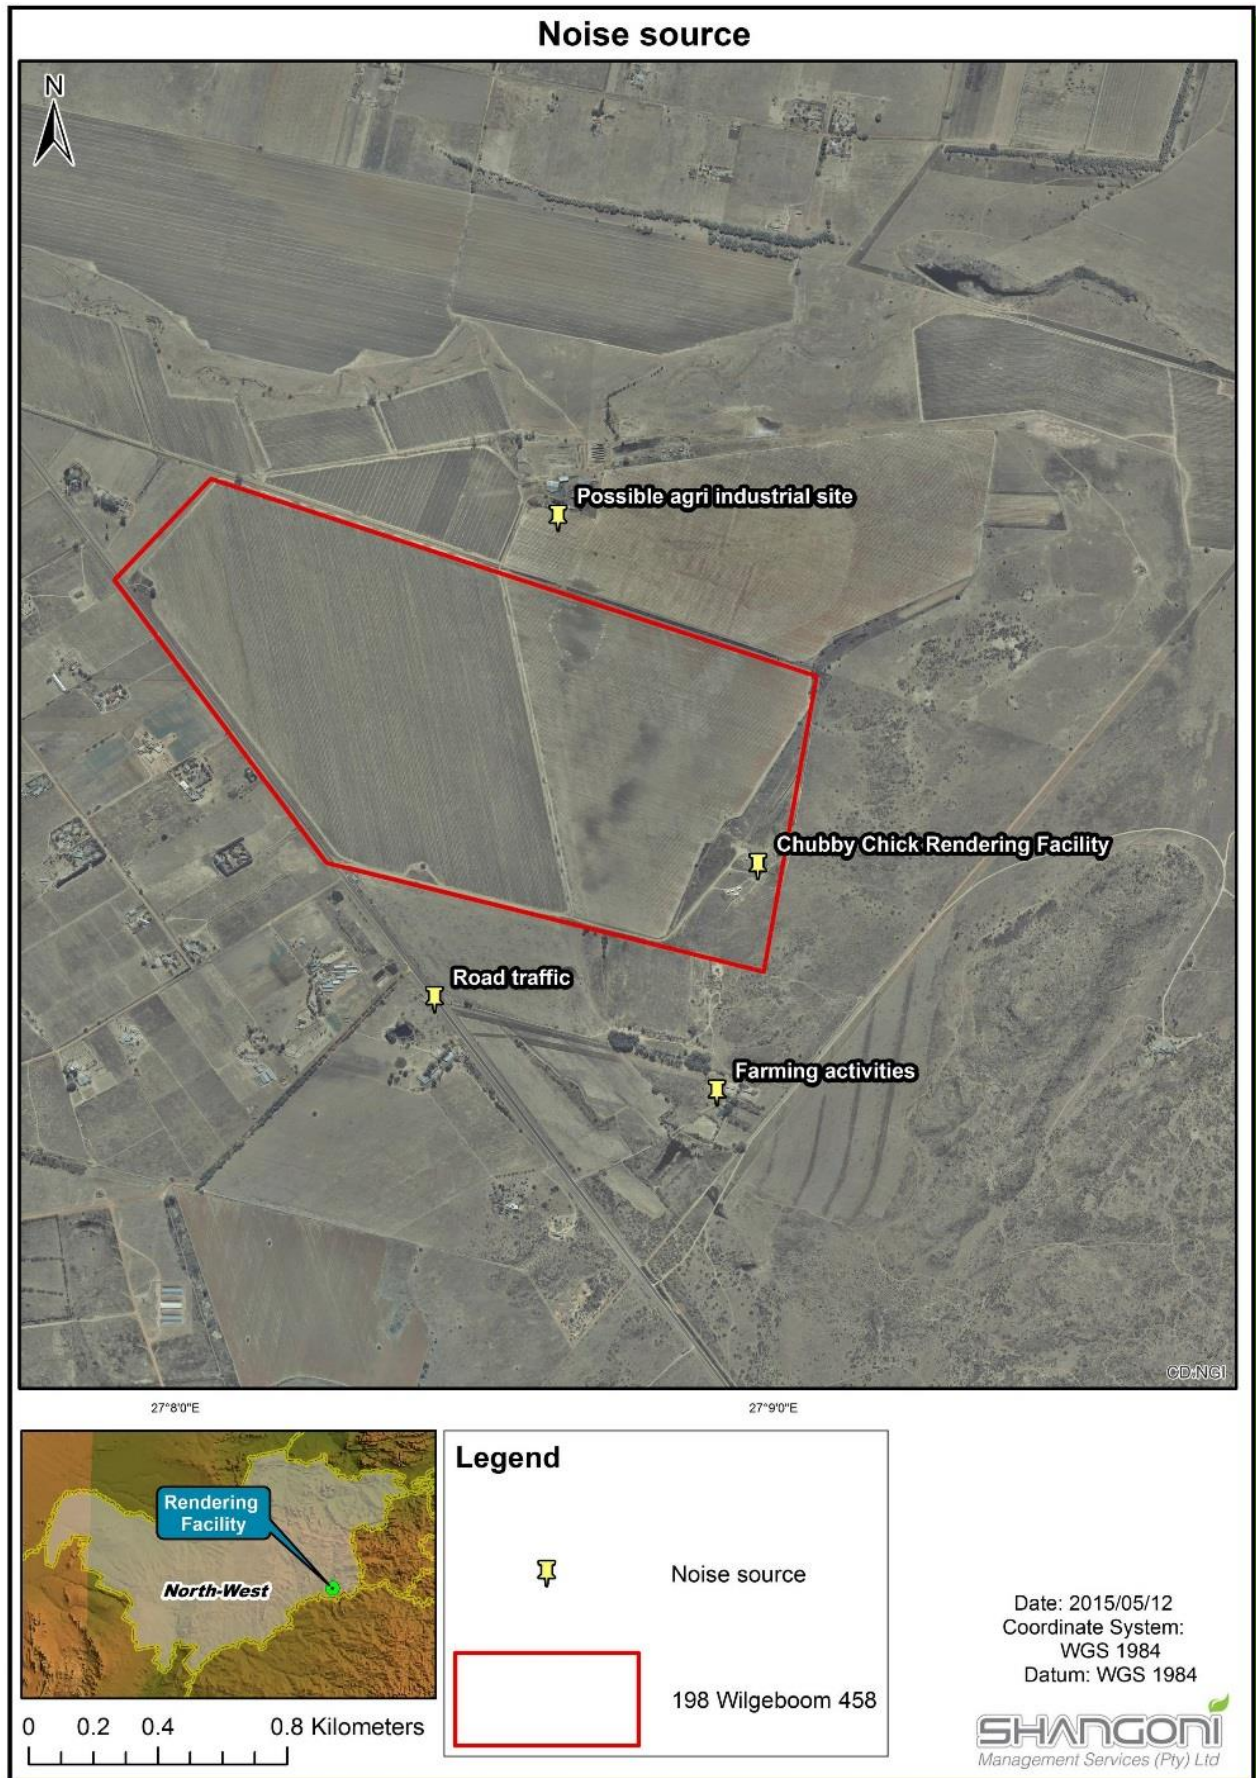 Noise source
N
Possible agri industrial site
Chubby Chick Rendering Facility
Road traffic
Farming activities
CD:NGI
27°8'0"E
27°9'0"E
Rendering
Facility
North-West
0 0.2 0.4 0.8 Kilometers
Legend
Noise source
198 Wilgeboom 458
Date: 2015/05/12
Coordinate System:
WGS 1984
Datum: WGS 1984
SHANGONI
Management Services (Pty) Ltd